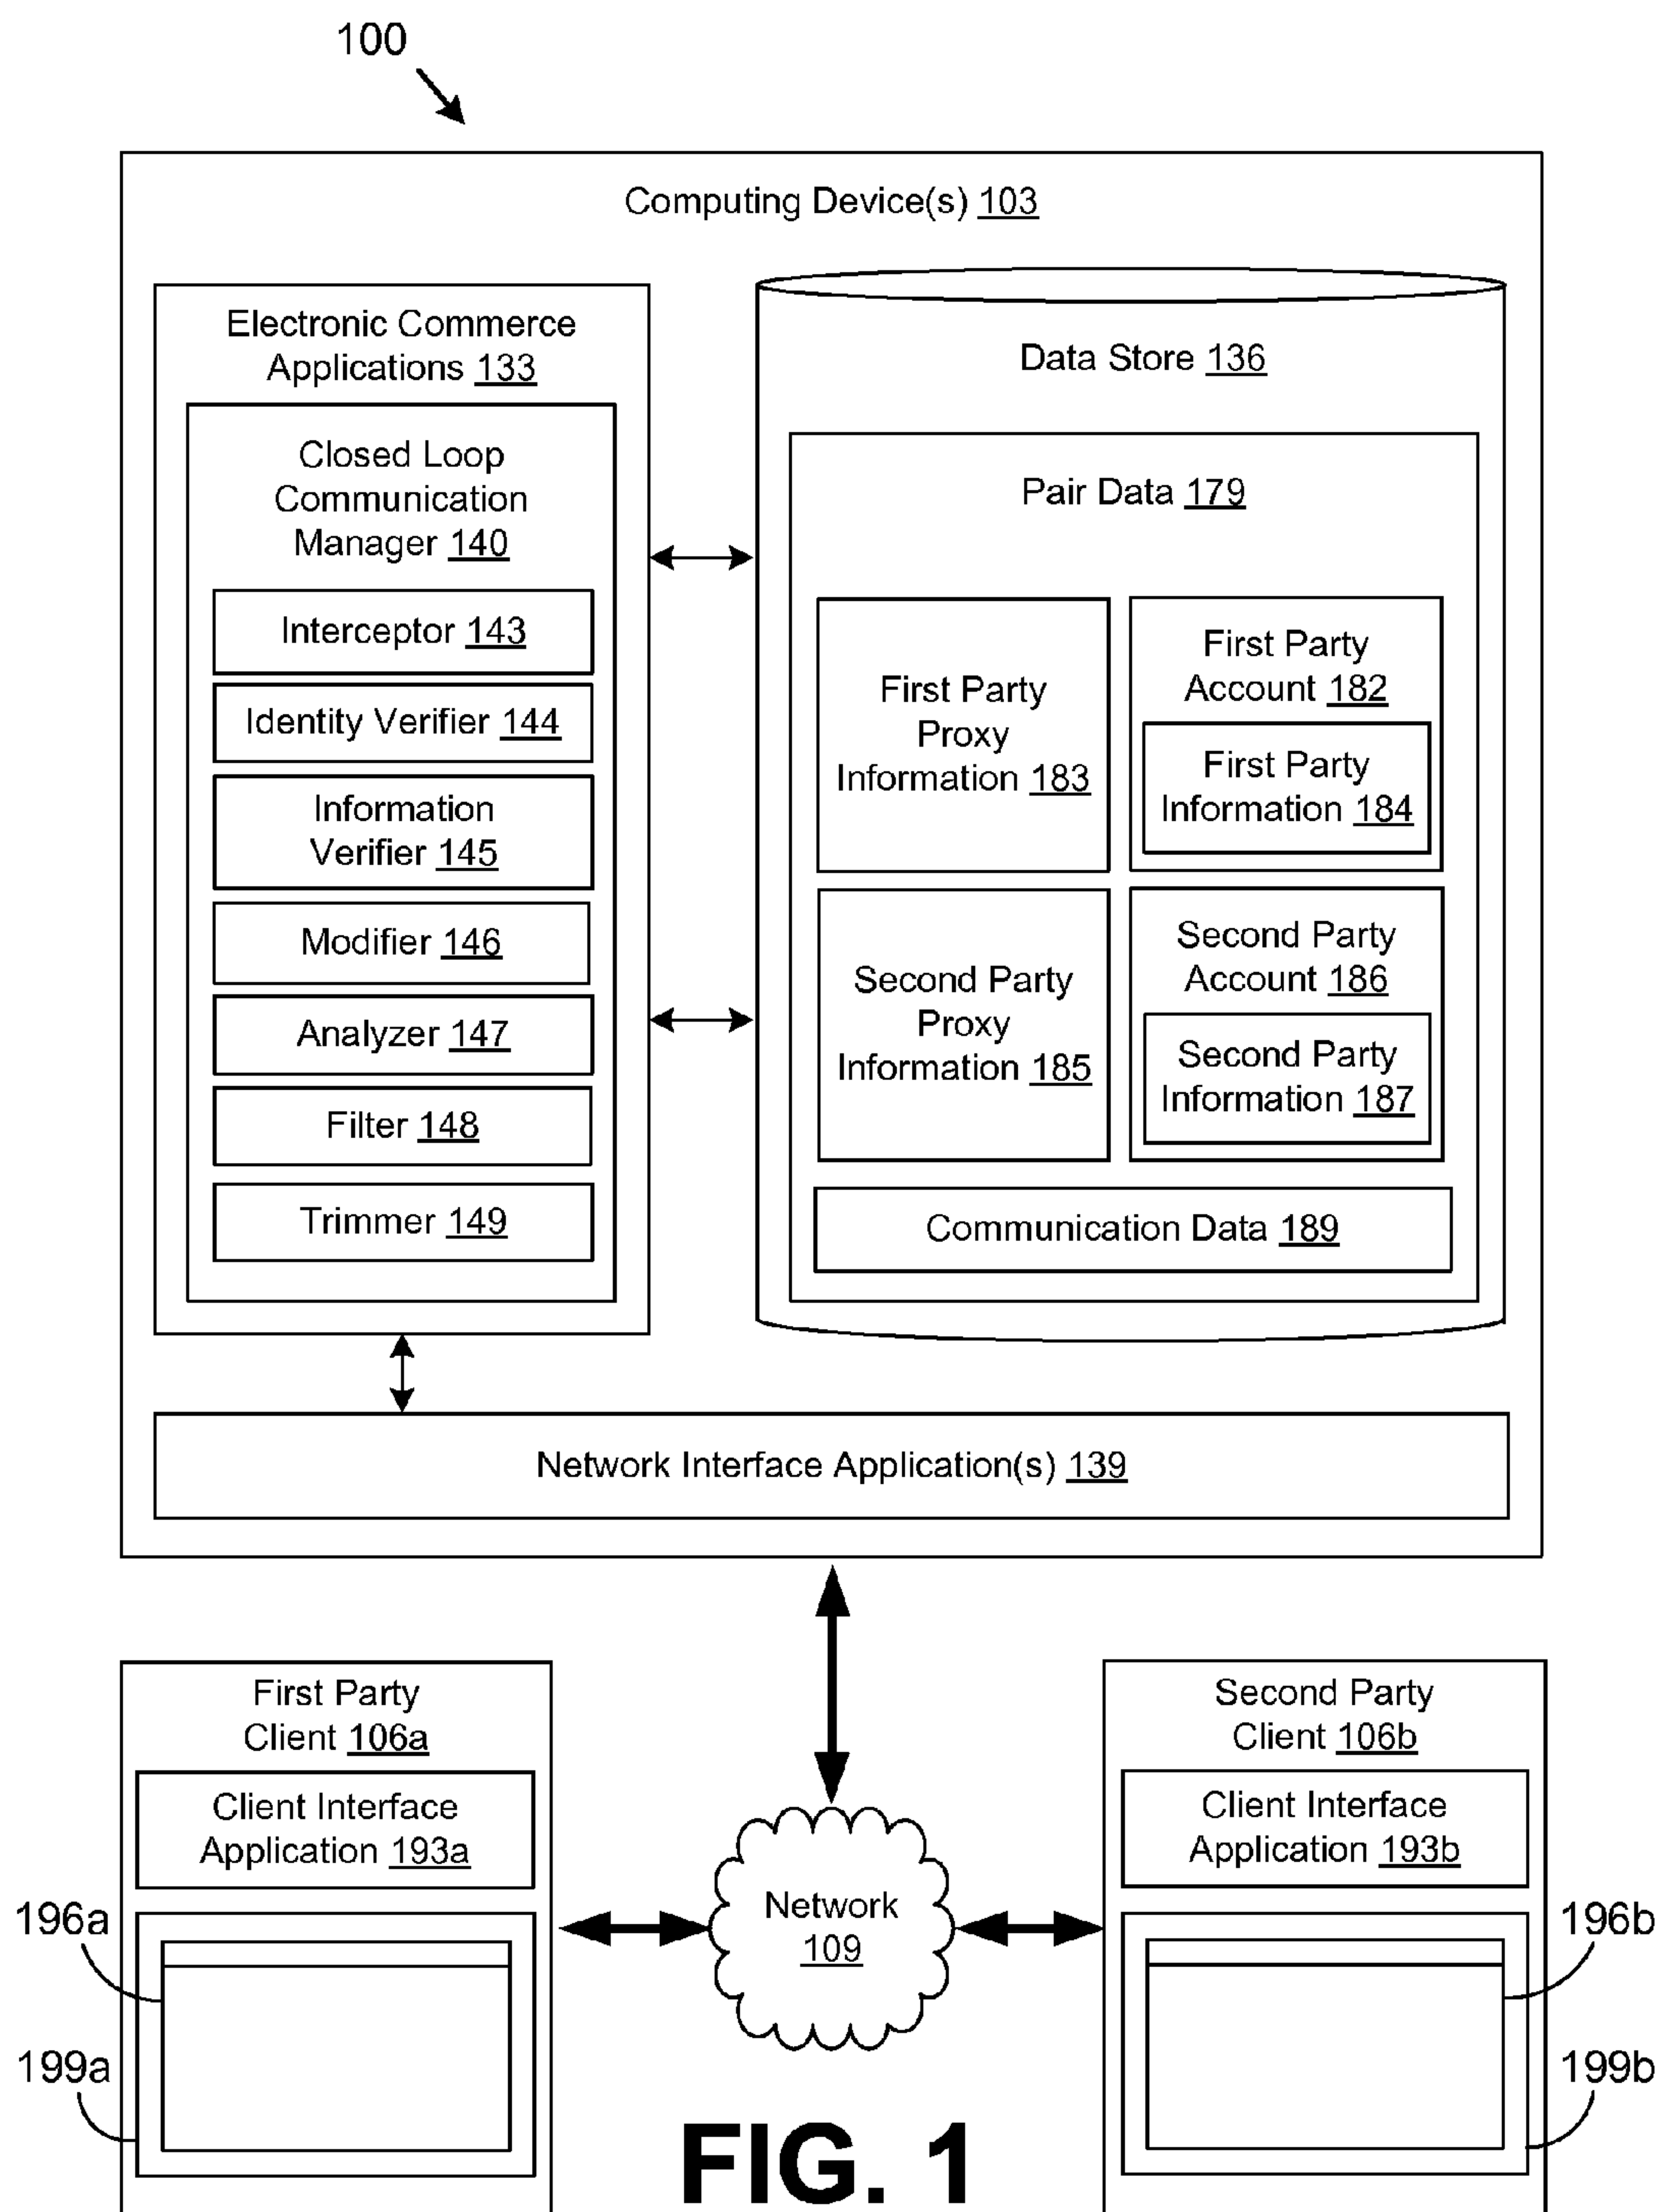 100
Computing Device(s) 103
Electronic Commerce
Applications 133
Closed Loop
Communication
Manager 140
Interceptor 143
Identity Verifier 144
Information
Verifier 145
Modifier 146
Analyzer 147
Filter 148
Trimmer 149
Data Store 136
Pair Data 179
First Party
Proxy
Information 183
First Party
Account 182
First Party
Information 184
Second Party
Proxy
Information 185
Second Party
Account 186
Second Party
Information 187
Communication Data 189
Network Interface Application(s) 139
First Party
Client 106a
Client Interface
Application 193a
196a
199a
Network
109
Second Party
Client 106b
Client Interface
Application 193b
196b
199b
FIG. 1